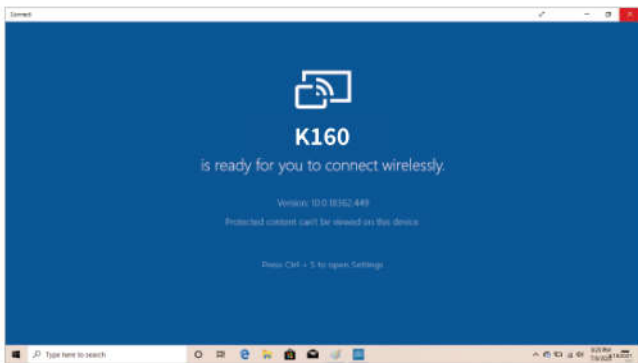 Connect
K160
is ready for you to connect wirelessly.
Version: 10.0.18362.449
Protected content can't be viewed on this device
Press Ctrl + S to open Settings
Type here to search